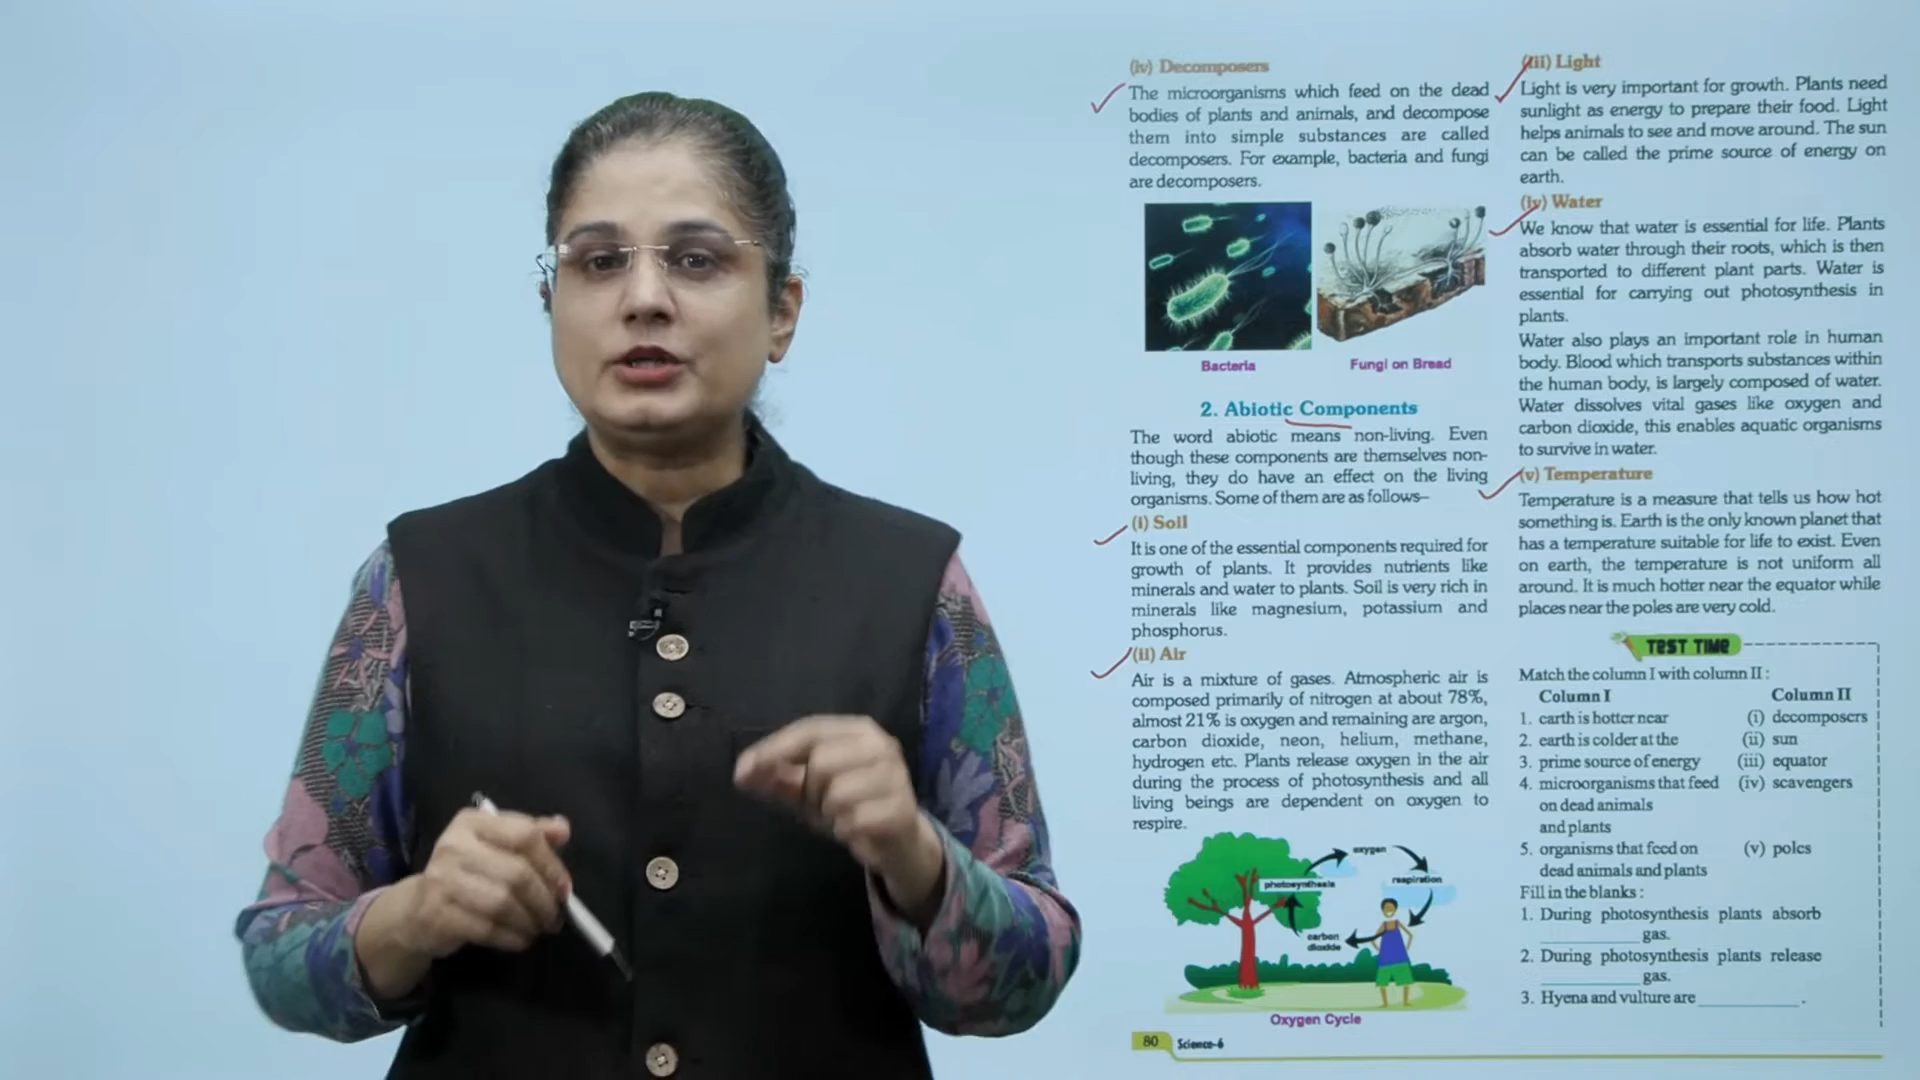 (iv) Decomposers
The microorganisms which feed on the dead
bodies of plants and animals, and decompose
them into simple substances are called
decomposers. For example, bacteria and fungi
are decomposers.
Bacteria
Fungi on Bread
2. Abiotic Components
The word abiotic means non-living. Even
though these components are themselves non-
living, they do have an effect on the living
organisms. Some of them are as follows–
(i) Soil
It is one of the essential components required for
growth of plants. It provides nutrients like
minerals and water to plants. Soil is very rich in
minerals like magnesium, potassium and
phosphorus.
(ii) Air
Air is a mixture of gases. Atmospheric air is
composed primarily of nitrogen at about 78%,
almost 21% is oxygen and remaining are argon,
carbon dioxide, neon, helium, methane,
hydrogen etc. Plants release oxygen in the air
during the process of photosynthesis and all
living beings are dependent on oxygen to
respire.
oxygen
photosynthesis
respiration
carbon
dioxide
Oxygen Cycle
80 Science-6
(iii) Light
Light is very important for growth. Plants need
sunlight as energy to prepare their food. Light
helps animals to see and move around. The sun
can be called the prime source of energy on
earth.
(iv) Water
We know that water is essential for life. Plants
absorb water through their roots, which is then
transported to different plant parts. Water is
essential for carrying out photosynthesis in
plants.
Water also plays an important role in human
body. Blood which transports substances within
the human body, is largely composed of water.
Water dissolves vital gases like oxygen and
carbon dioxide, this enables aquatic organisms
to survive in water.
(v) Temperature
Temperature is a measure that tells us how hot
something is. Earth is the only known planet that
has a temperature suitable for life to exist. Even
on earth, the temperature is not uniform all
around. It is much hotter near the equator while
places near the poles are very cold.
TEST TIME
Match the column I with column II :
Column I Column II
1. earth is hotter near (i) decomposers
2. earth is colder at the (ii) sun
3. prime source of energy (iii) equator
4. microorganisms that feed (iv) scavengers
on dead animals
and plants
5. organisms that feed on (v) poles
dead animals and plants
Fill in the blanks :
1. During photosynthesis plants absorb
__________ gas.
2. During photosynthesis plants release
__________ gas.
3. Hyena and vulture are __________ .